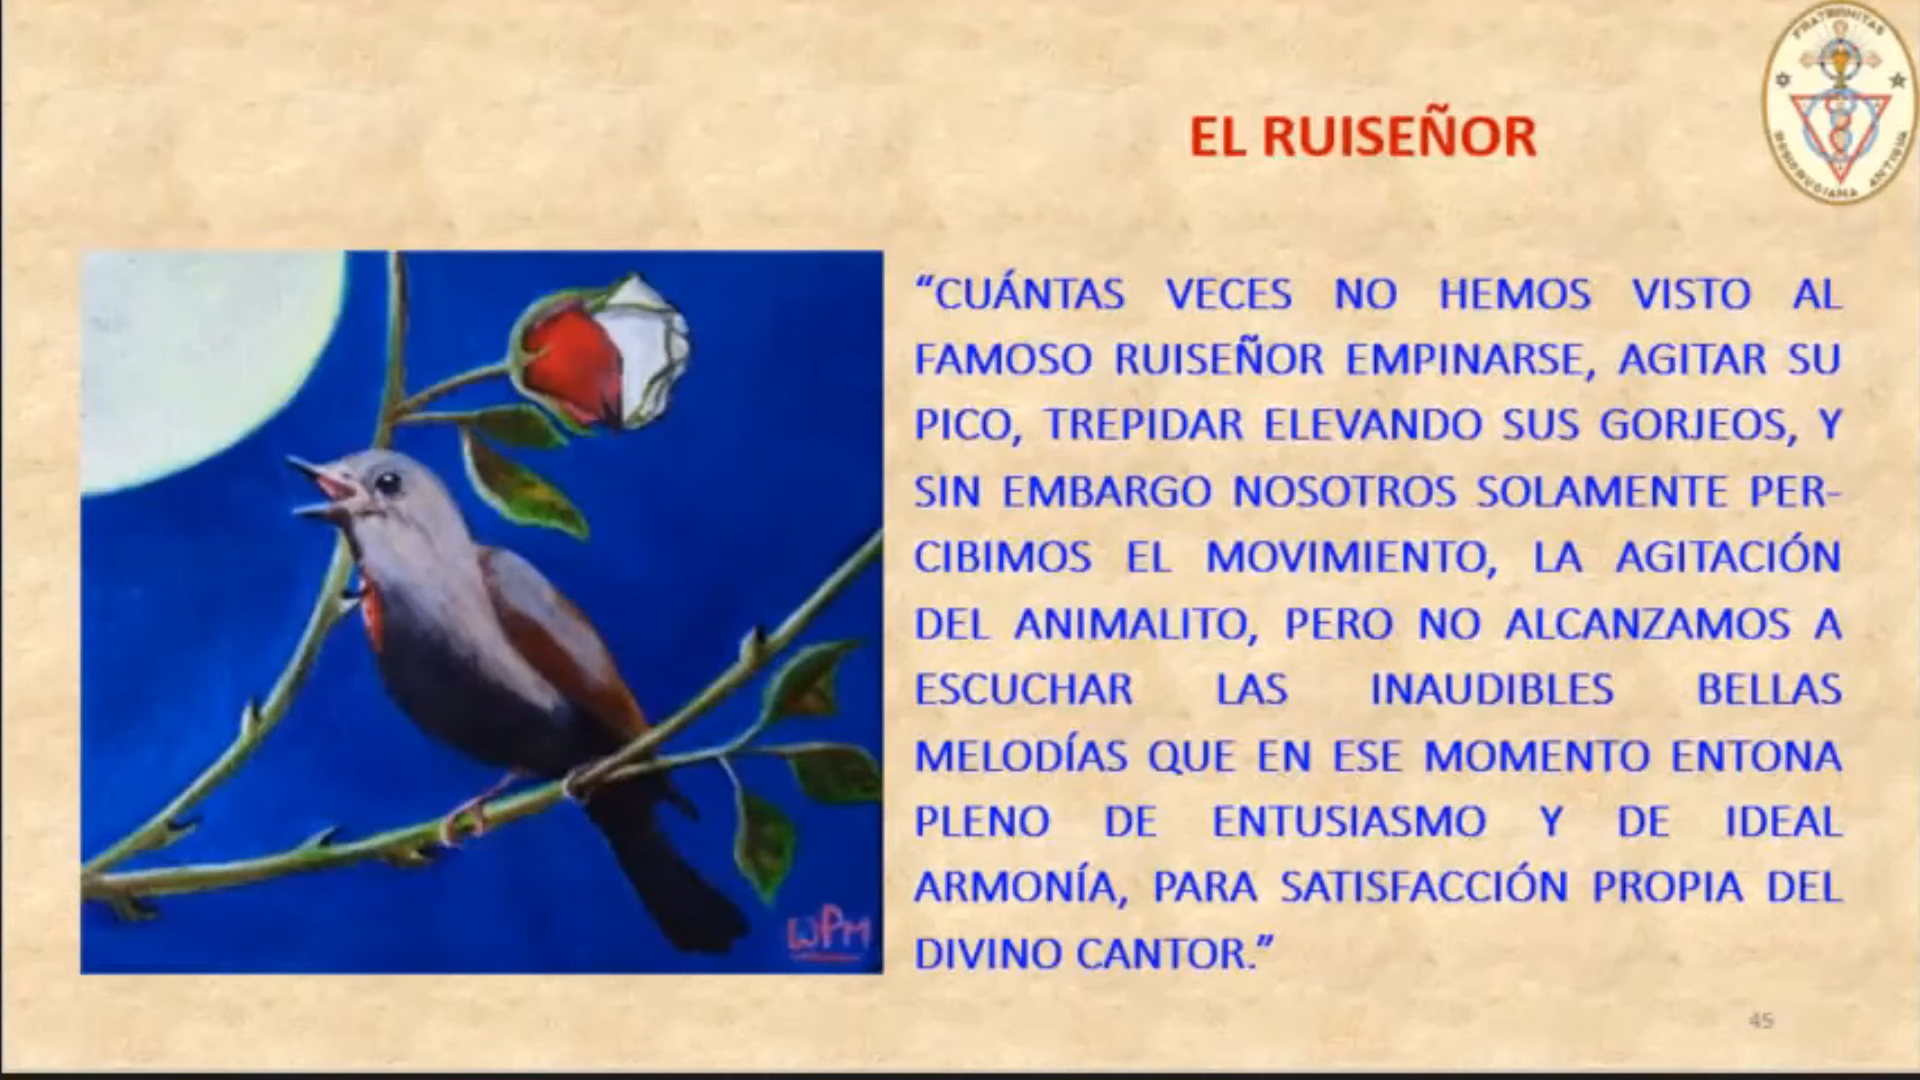 FRATERNITAS
ROSICRUCIANA ANTIQUA
EL RUISEÑOR
“CUÁNTAS VECES NO HEMOS VISTO AL
FAMOSO RUISEÑOR EMPINARSE, AGITAR SU
PICO, TREPIDAR ELEVANDO SUS GORJEOS, Y
SIN EMBARGO NOSOTROS SOLAMENTE PER-
CIBIMOS EL MOVIMIENTO, LA AGITACIÓN
DEL ANIMALITO, PERO NO ALCANZAMOS A
ESCUCHAR LAS INAUDIBLES BELLAS
MELODÍAS QUE EN ESE MOMENTO ENTONA
PLENO DE ENTUSIASMO Y DE IDEAL
ARMONÍA, PARA SATISFACCIÓN PROPIA DEL
DIVINO CANTOR.”
WPM
45